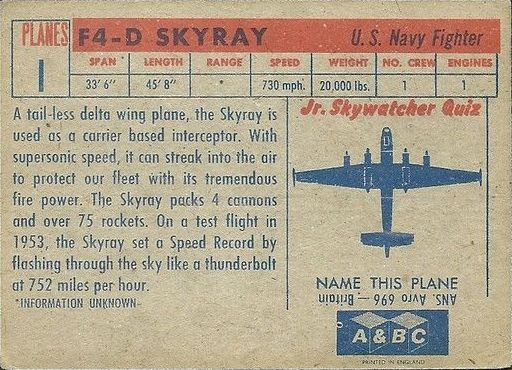 PLANES
1
F4-D SKYRAY
U.S. Navy Fighter
SPAN LENGTH RANGE SPEED WEIGHT NO. CREW ENGINES
33' 6" 45' 8" * 730 mph. 20,000 lbs. 1 1
A tail-less delta wing plane, the Skyray is
used as a carrier based interceptor. With
supersonic speed, it can streak into the air
to protect our fleet with its tremendous
fire power. The Skyray packs 4 cannons
and over 75 rockets. On a test flight in
1953, the Skyray set a Speed Record by
flashing through the sky like a thunderbolt
at 752 miles per hour.
*INFORMATION UNKNOWN-
Jr. Skywatcher Quiz
NAME THIS PLANE
ANS. Avro 696 — Britain
A&BC
PRINTED IN ENGLAND